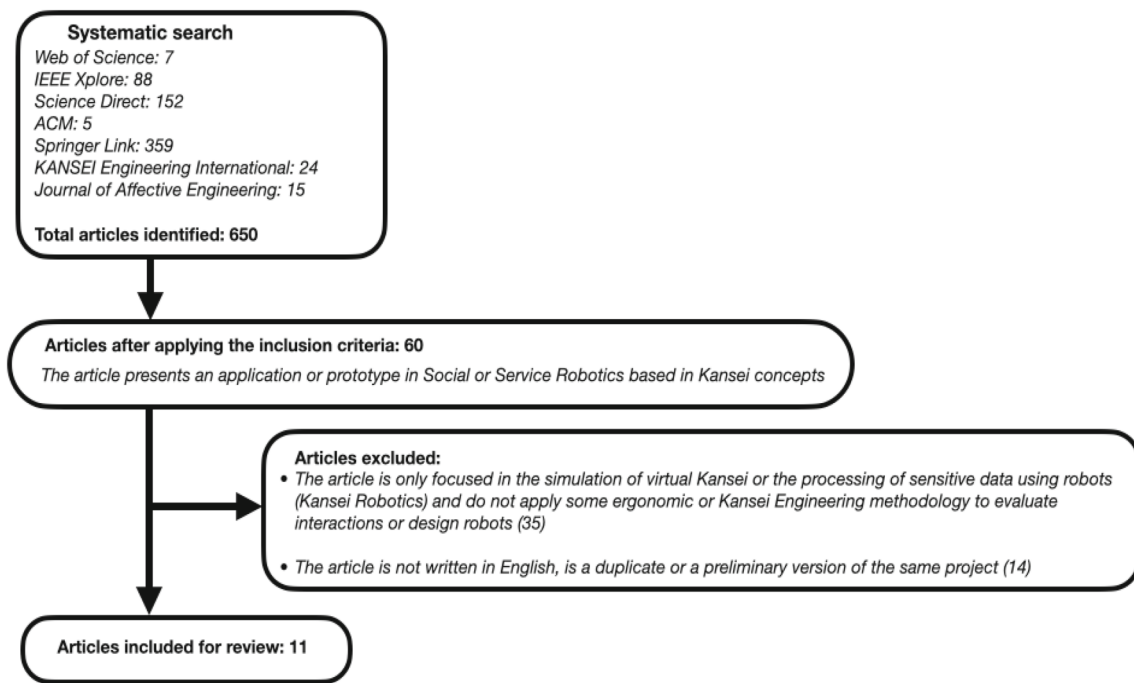 Systematic search
Web of Science: 7
IEEE Xplore: 88
Science Direct: 152
ACM: 5
Springer Link: 359
KANSEI Engineering International: 24
Journal of Affective Engineering: 15
Total articles identified: 650
Articles after applying the inclusion criteria: 60
The article presents an application or prototype in Social or Service Robotics based in Kansei concepts
Articles excluded:
• The article is only focused in the simulation of virtual Kansei or the processing of sensitive data using robots
(Kansei Robotics) and do not apply some ergonomic or Kansei Engineering methodology to evaluate
interactions or design robots (35)
• The article is not written in English, is a duplicate or a preliminary version of the same project (14)
Articles included for review: 11